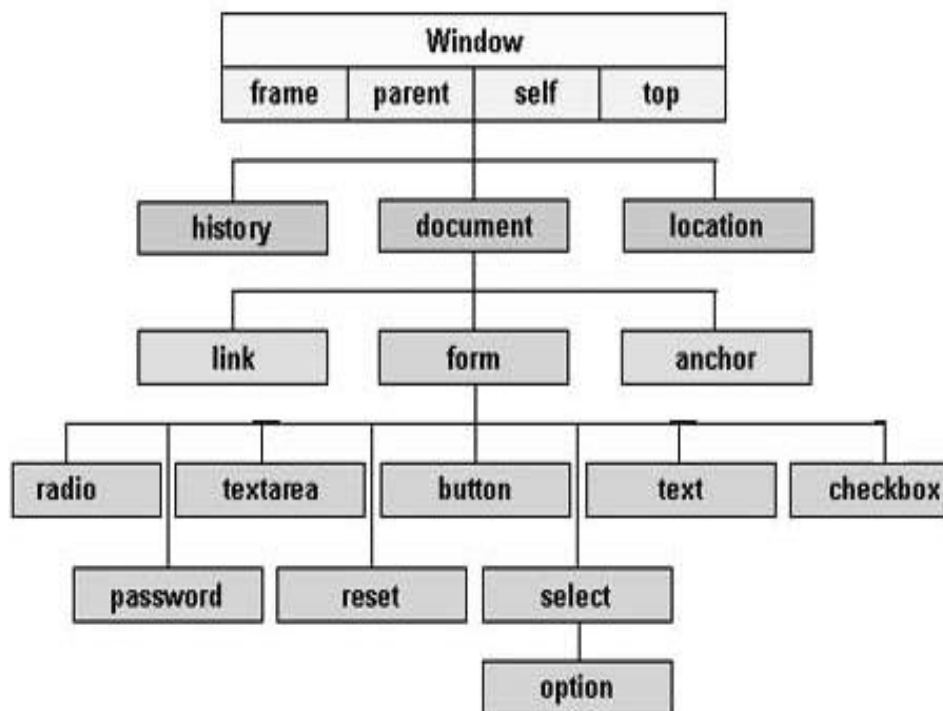 Window
frame parent self top
history document location
link form anchor
radio textarea button text checkbox
password reset select
option